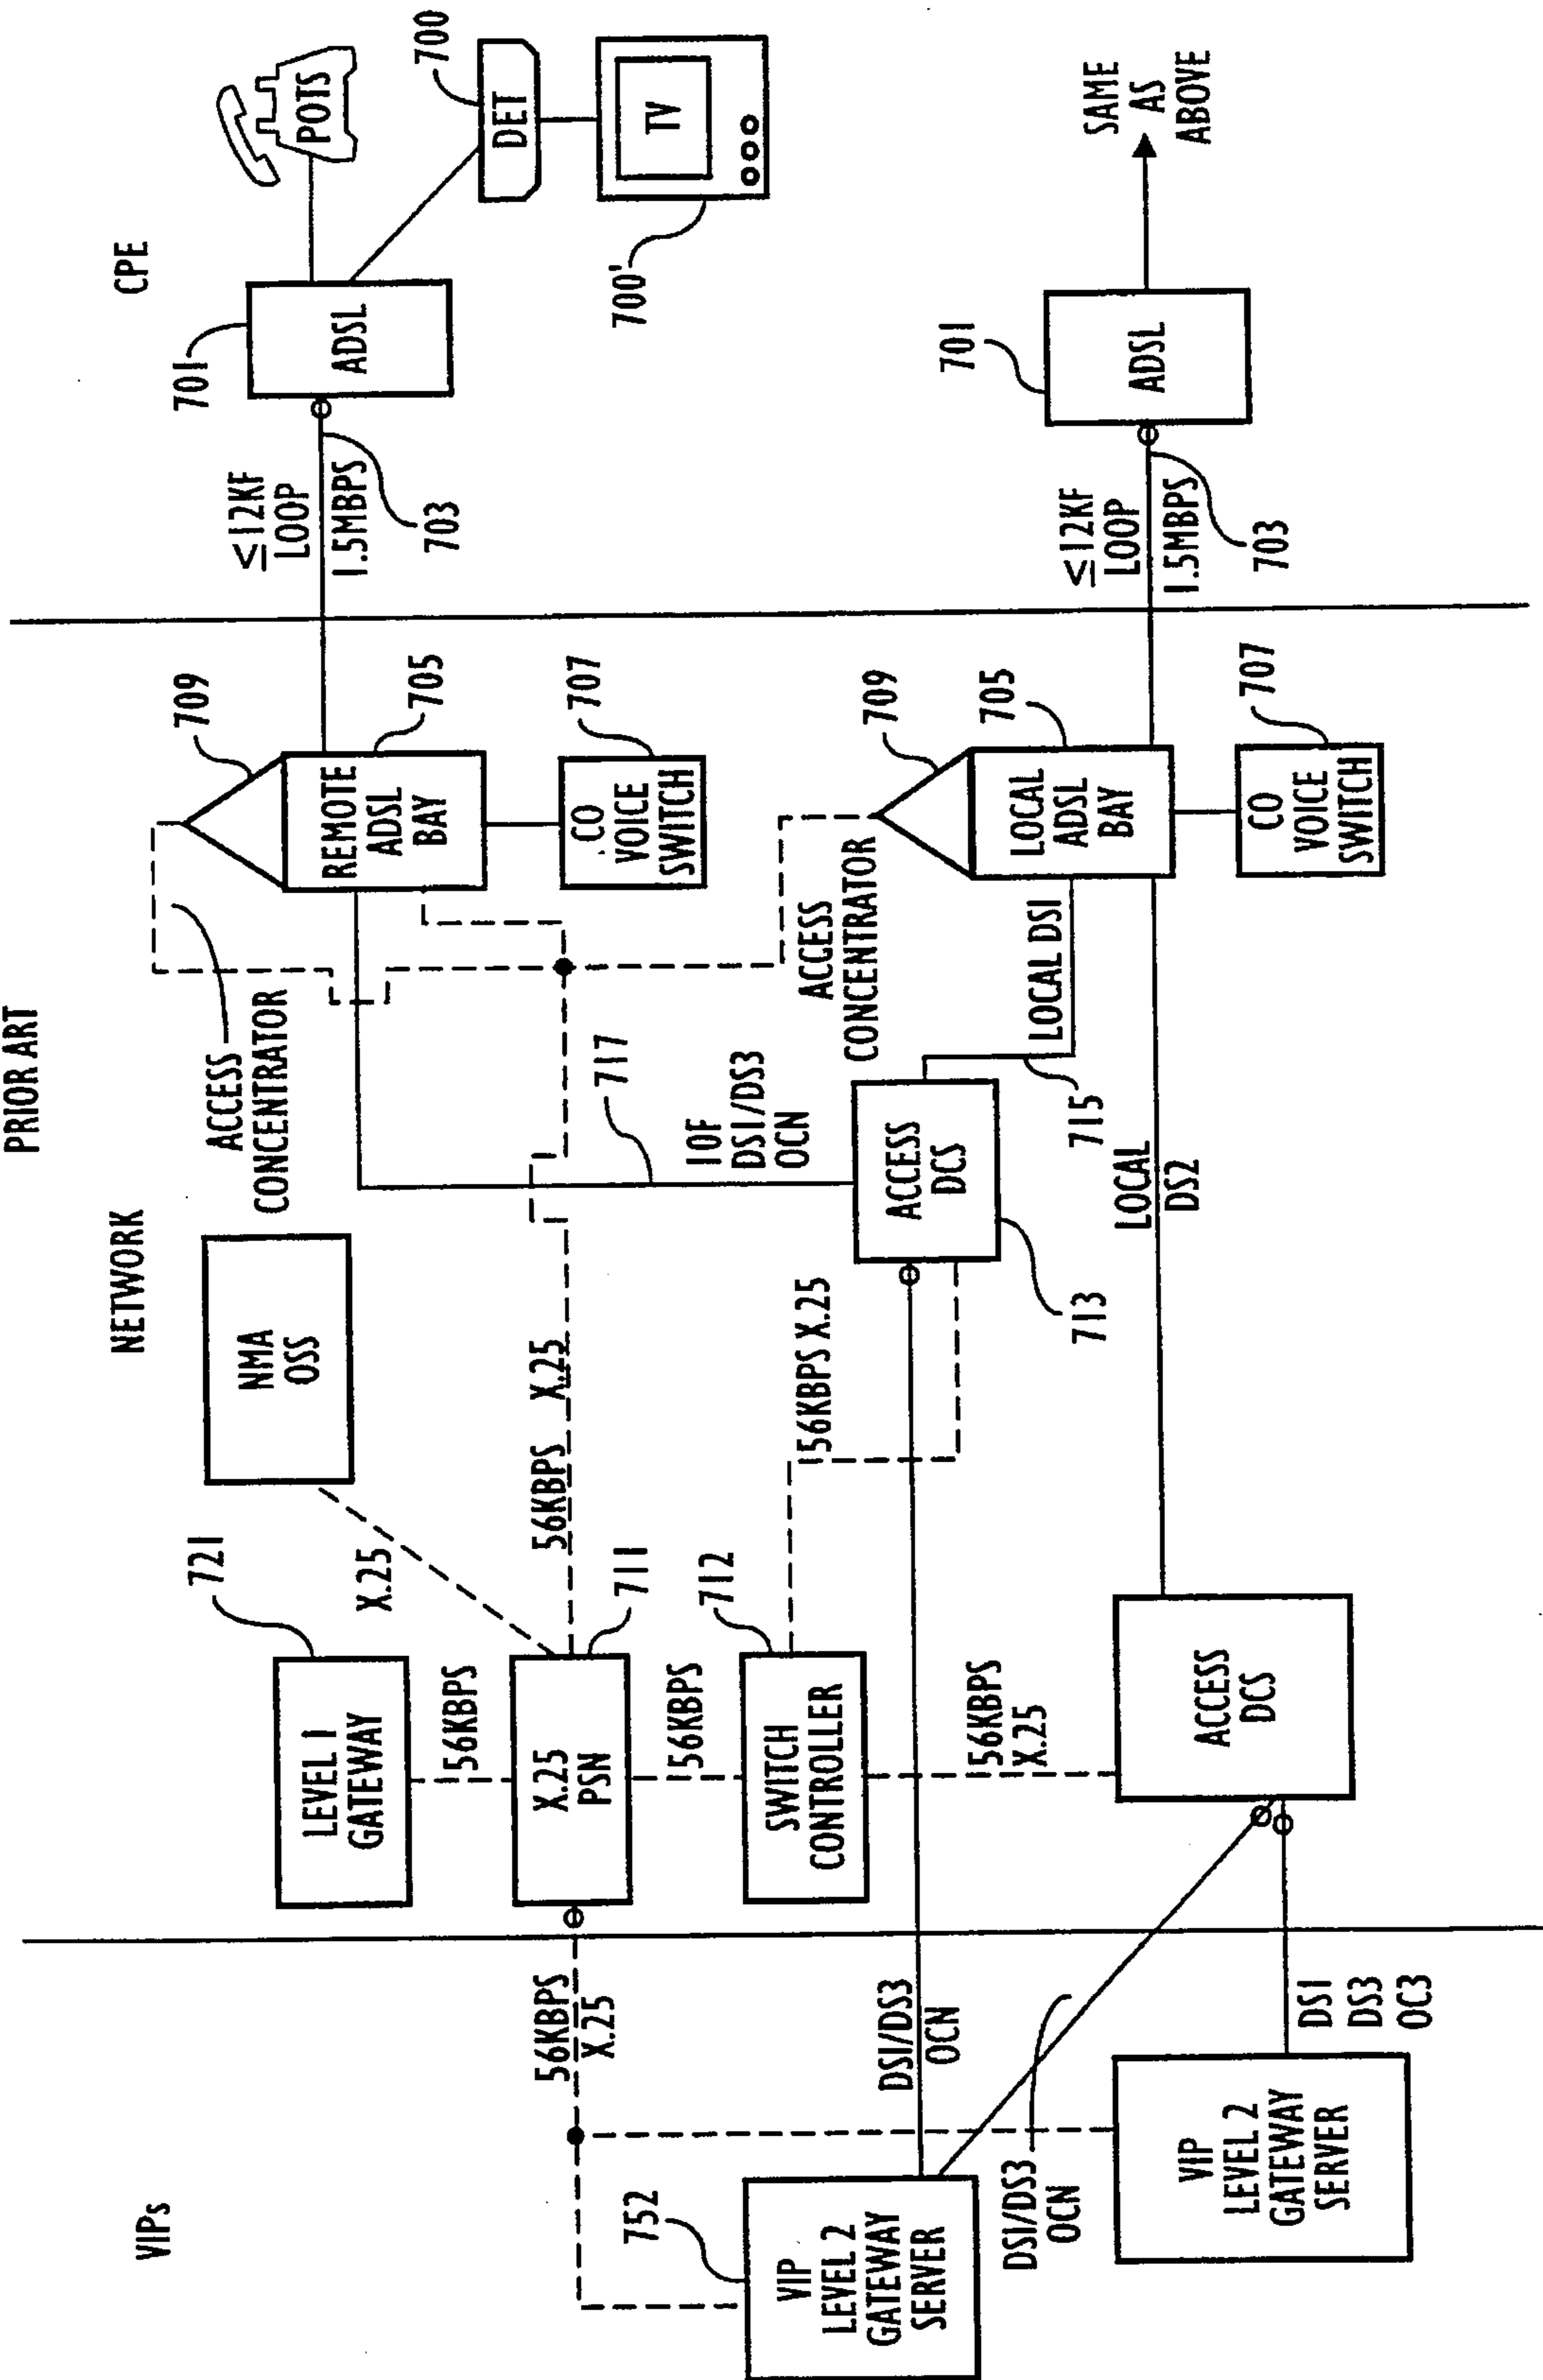 PRIOR ART
VIPs
NETWORK
CPE
NMA
OSS
ACCESS
CONCENTRATOR
709
701
≤12KF
LOOP
1.5MBPS
703
ADSL
POTS
DET
700
TV
700'
721
LEVEL 1
GATEWAY
X.25
REMOTE
ADSL
BAY
705
56KBPS
X.25
PSN
711
56KBPS
X.25
56KBPS X.25
717
CO
VOICE
SWITCH
707
56KBPS
712
SWITCH
CONTROLLER
56KBPS X.25
IOF
DS1/DS3
OCN
ACCESS
CONCENTRATOR
709
752
VIP
LEVEL 2
GATEWAY
SERVER
DS1/DS3
OCN
ACCESS
DCS
713
715
LOCAL DS1
LOCAL
ADSL
BAY
705
≤12KF
LOOP
1.5MBPS
703
701
ADSL
SAME
AS
ABOVE
56KBPS
X.25
DS1/DS3
OCN
ACCESS
DCS
LOCAL
DS2
CO
VOICE
SWITCH
707
VIP
LEVEL 2
GATEWAY
SERVER
DS1
DS3
OC3